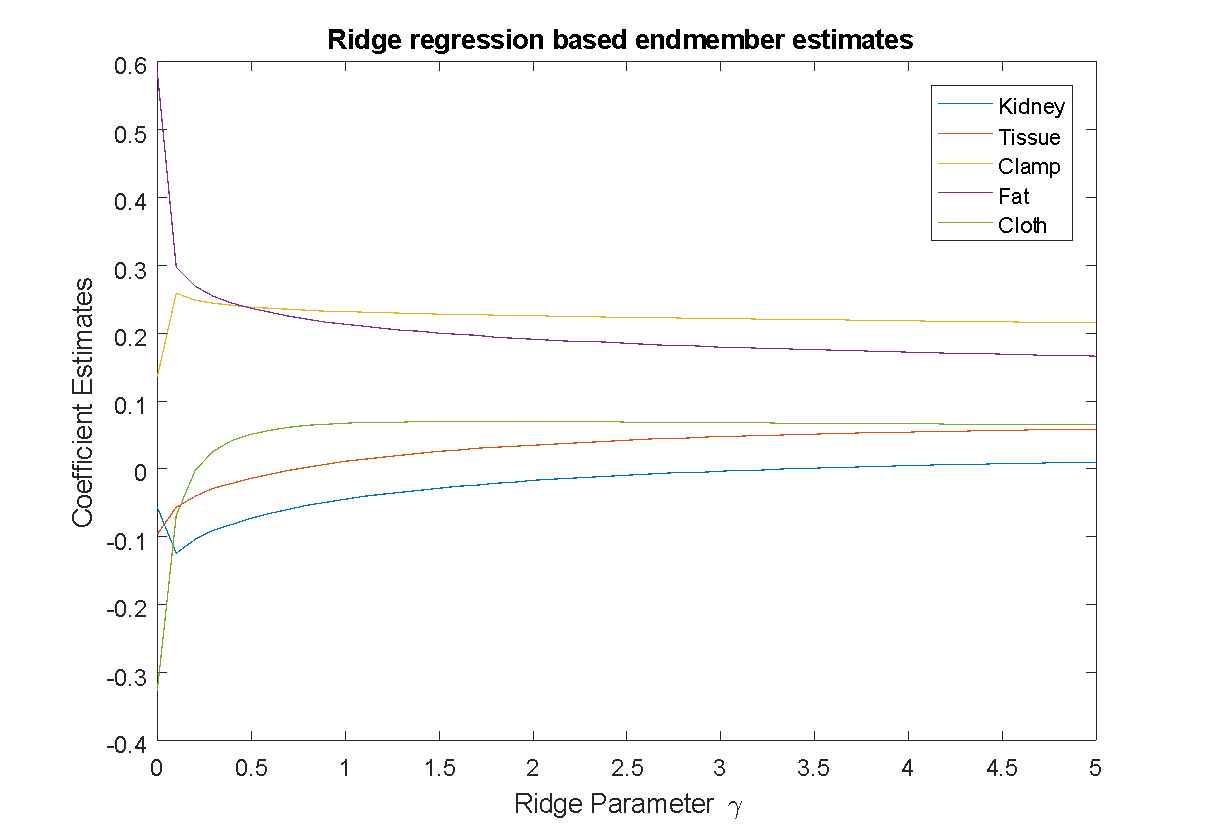 Ridge regression based endmember estimates
0.6
0.5
0.4
0.3
0.2
0.1
0
-0.1
-0.2
-0.3
-0.4
Coefficient Estimates
Kidney
Tissue
Clamp
Fat
Cloth
0 0.5 1 1.5 2 2.5 3 3.5 4 4.5 5
Ridge Parameter γ